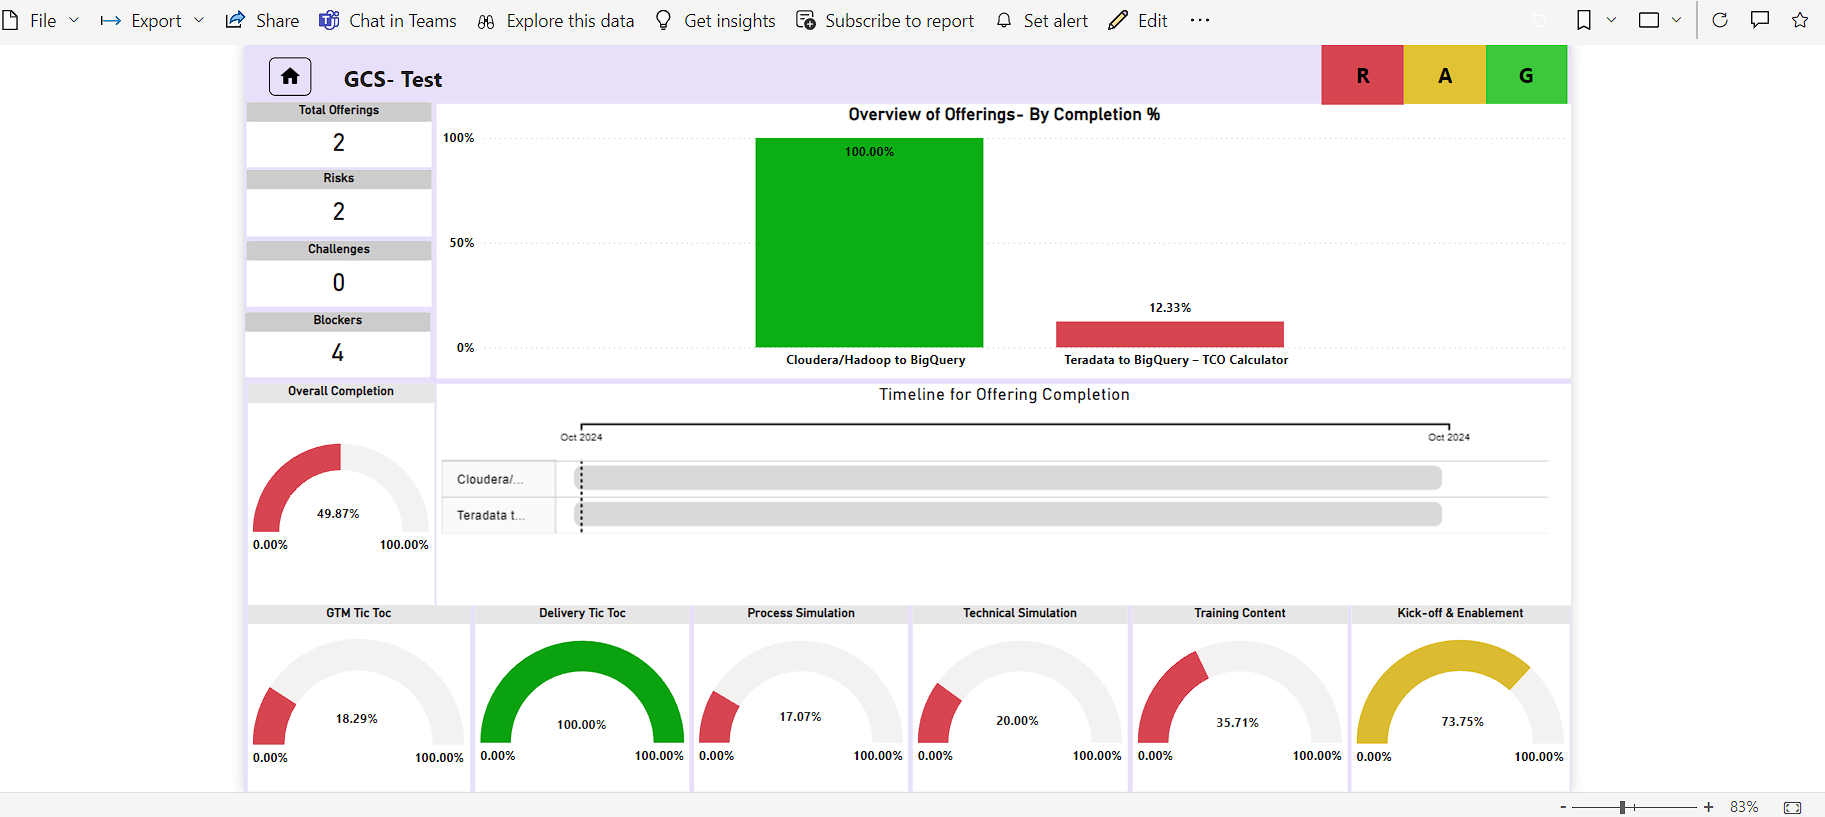 File Export Share Chat in Teams Explore this data Get insights Subscribe to report Set alert Edit ...
GCS- Test
R A G
Total Offerings
2
Risks
2
Challenges
0
Blockers
4
Overview of Offerings- By Completion %
100%
50%
0%
100.00%
12.33%
Cloudera/Hadoop to BigQuery
Teradata to BigQuery – TCO Calculator
Overall Completion
49.87%
0.00% 100.00%
Timeline for Offering Completion
Oct 2024 Oct 2024
Cloudera/...
Teradata t...
GTM Tic Toc
18.29%
0.00% 100.00%
Delivery Tic Toc
100.00%
0.00% 100.00%
Process Simulation
17.07%
0.00% 100.00%
Technical Simulation
20.00%
0.00% 100.00%
Training Content
35.71%
0.00% 100.00%
Kick-off & Enablement
73.75%
0.00% 100.00%
- + 83%